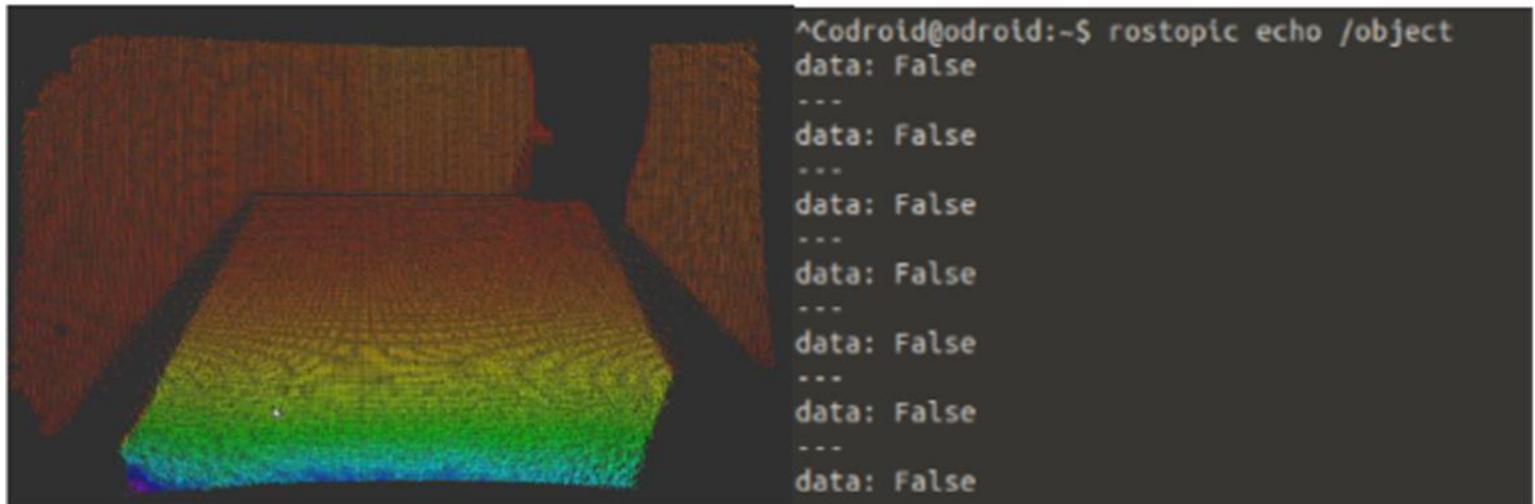 ^Codroid@odroid:~$ rostopic echo /object
data: False
---
data: False
---
data: False
---
data: False
---
data: False
---
data: False
---
data: False